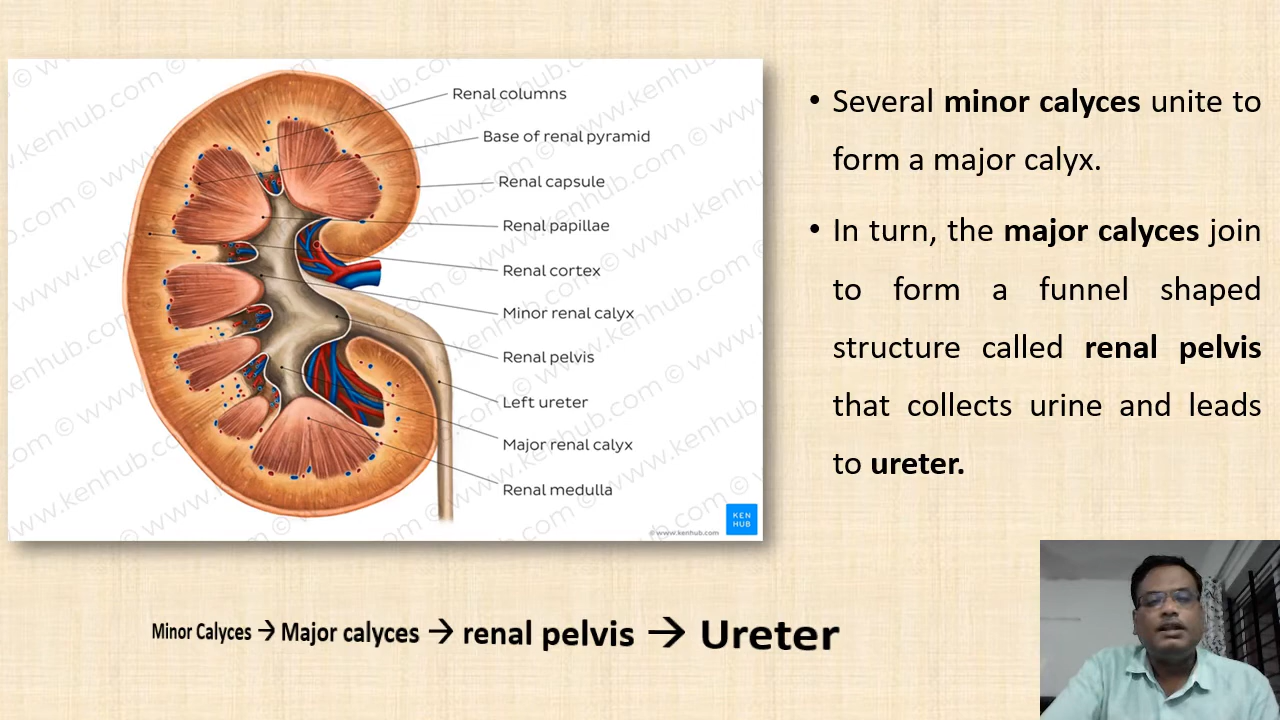 Renal columns
Base of renal pyramid
Renal capsule
Renal papillae
Renal cortex
Minor renal calyx
Renal pelvis
Left ureter
Major renal calyx
Renal medulla
© www.kenhub.com
KEN
HUB
• Several minor calyces unite to
form a major calyx.
• In turn, the major calyces join
to form a funnel shaped
structure called renal pelvis
that collects urine and leads
to ureter.
Minor Calyces → Major calyces → renal pelvis → Ureter